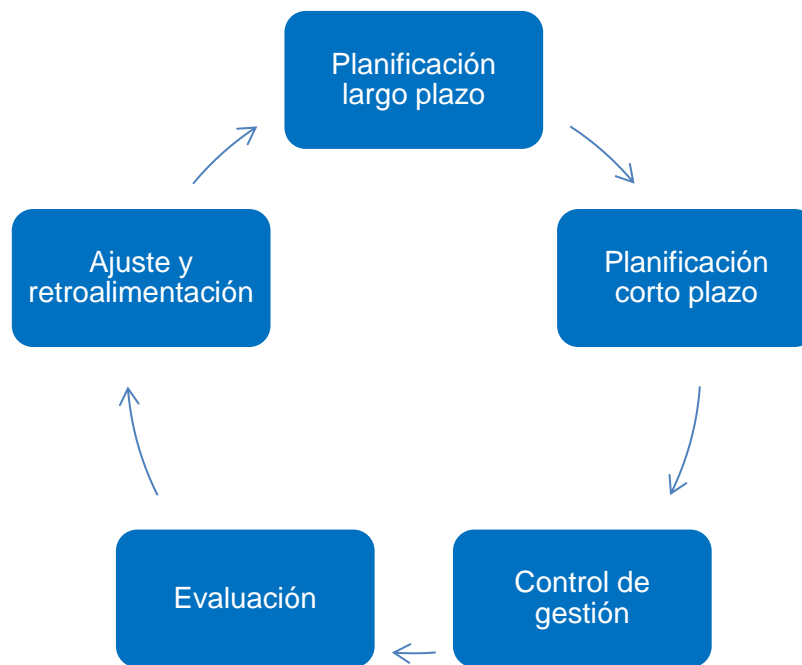 Planificación
largo plazo
Planificación
corto plazo
Control de
gestión
Evaluación
Ajuste y
retroalimentación